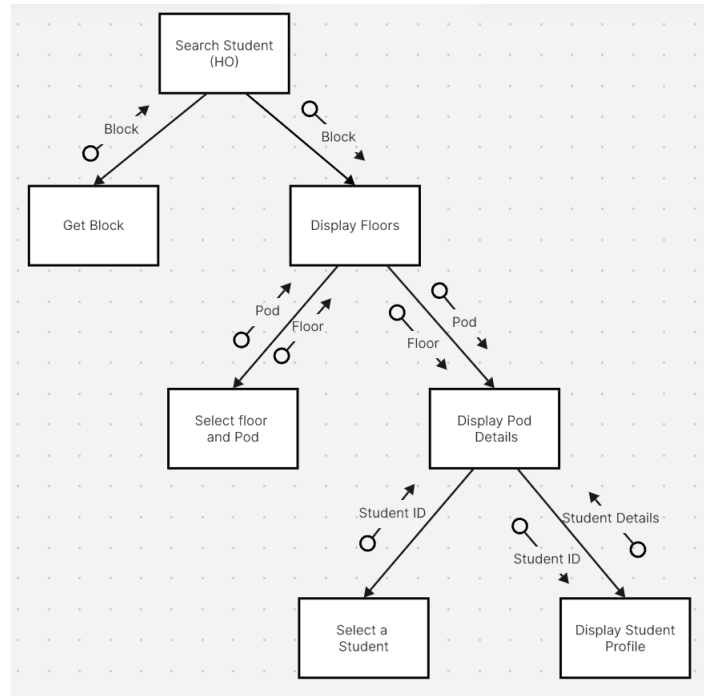 Search Student
(HO)
Block
Block
Get Block
Display Floors
Pod
Floor
Pod
Floor
Select floor
and Pod
Display Pod
Details
Student ID
Student Details
Student ID
Select a
Student
Display Student
Profile